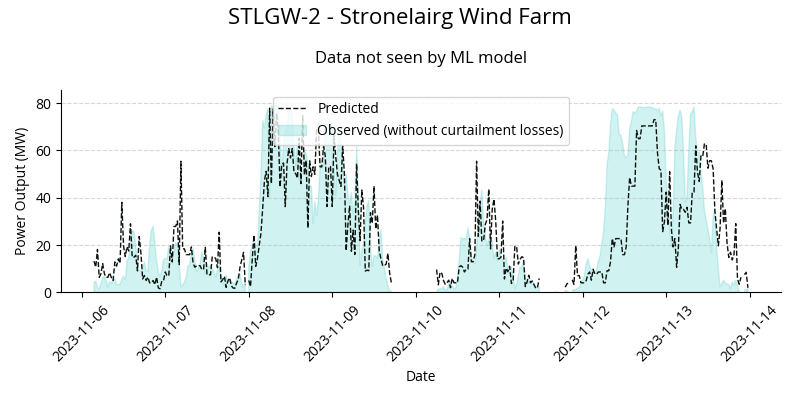 STLGW-2 - Stronelairg Wind Farm
Data not seen by ML model
Predicted
Observed (without curtailment losses)
Power Output (MW)
80
60
40
20
0
2023-11-06
2023-11-07
2023-11-08
2023-11-09
2023-11-10
2023-11-11
2023-11-12
2023-11-13
2023-11-14
Date